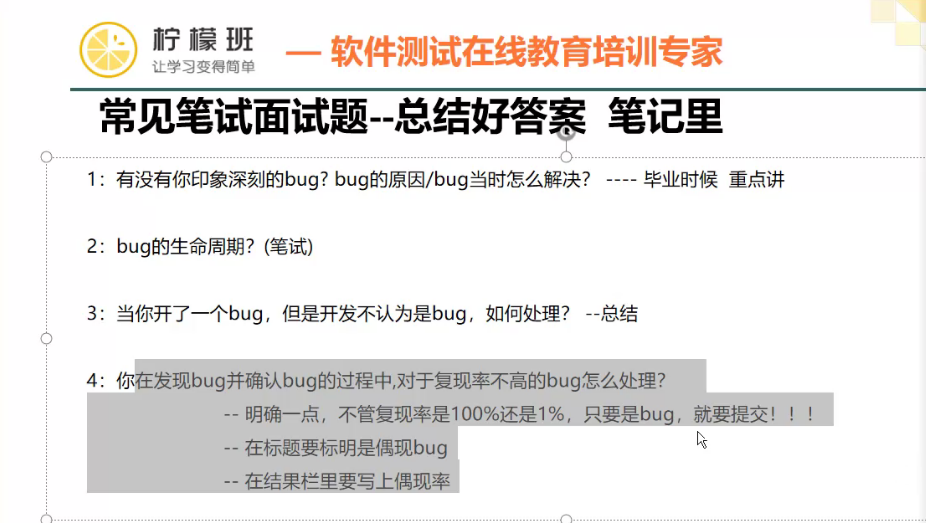 柠檬班
让学习变得简单
— 软件测试在线教育培训专家
常见笔试面试题--总结好答案 笔记里
1：有没有你印象深刻的bug? bug的原因/bug当时怎么解决？ ---- 毕业时候 重点讲
2：bug的生命周期？(笔试)
3：当你开了一个bug，但是开发不认为是bug，如何处理？ --总结
4：你在发现bug并确认bug的过程中,对于复现率不高的bug怎么处理？
-- 明确一点，不管复现率是100%还是1%，只要是bug，就要提交！！！
-- 在标题要标明是偶现bug
-- 在结果栏里要写上偶现率